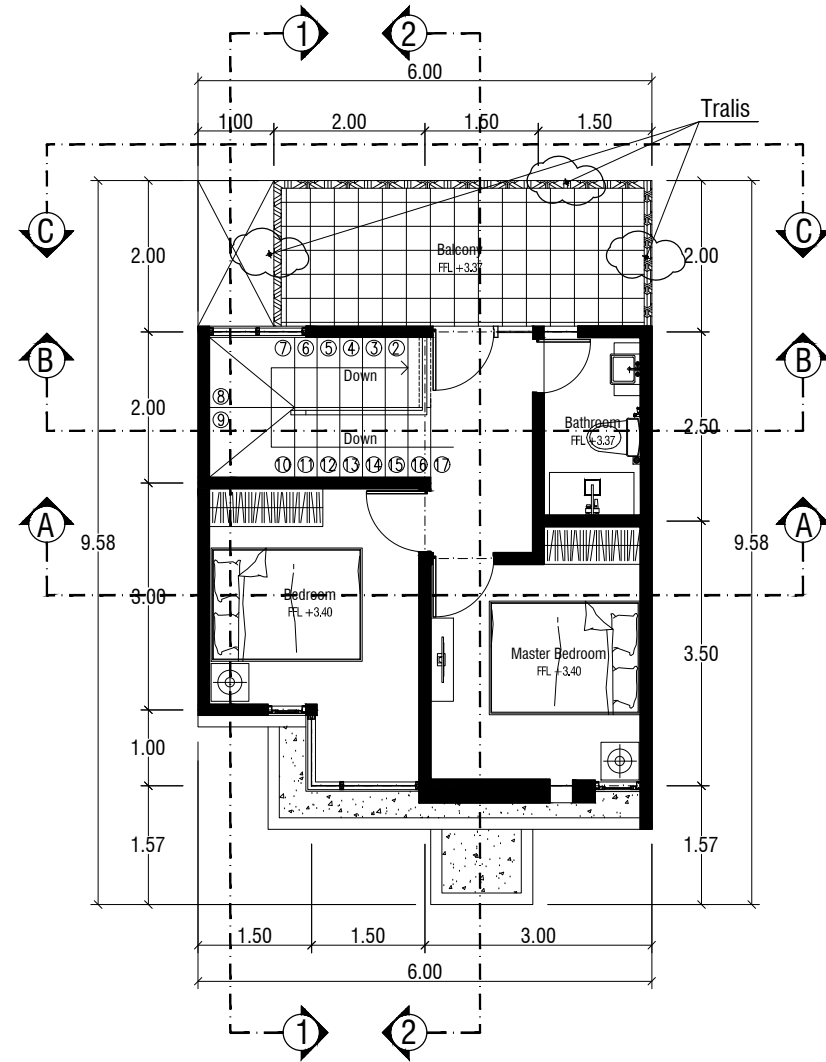 1 2
6.00
1.00 2.00 1.50 1.50
Tralis
C C
2.00 2.00
Balcony
FFL +3.37
7 6 5 4 3 2
B B
Down
8
2.00 2.50
9
Bathroom
FFL +3.37
Down
10 11 12 13 14 15 16 17
A A
9.58 9.58
3.00
Bedroom
FFL +3.40
3.50
Master Bedroom
FFL +3.40
1.00
1.57 1.57
1.50 1.50 3.00
6.00
1 2